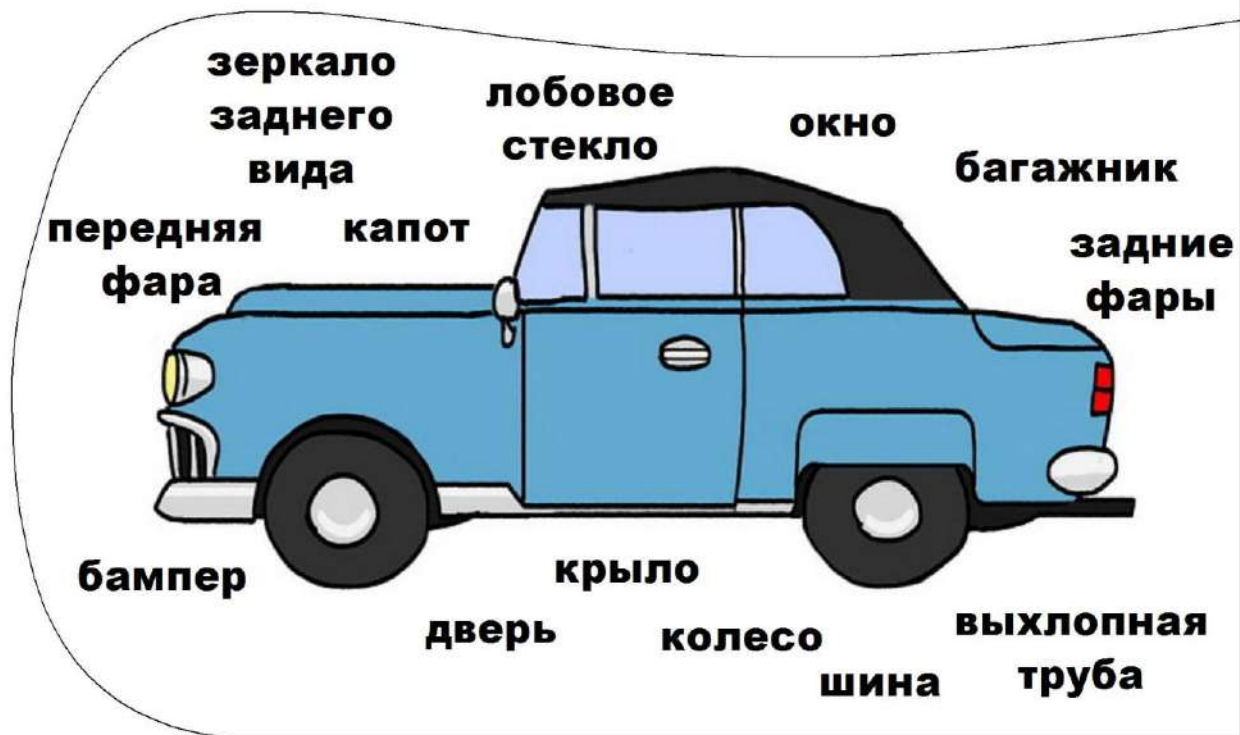 зеркало
заднего
вида
лобовое
стекло
окно
багажник
передняя
фара
капот
задние
фары
бампер
крыло
дверь
колесо
шина
выхлопная
труба